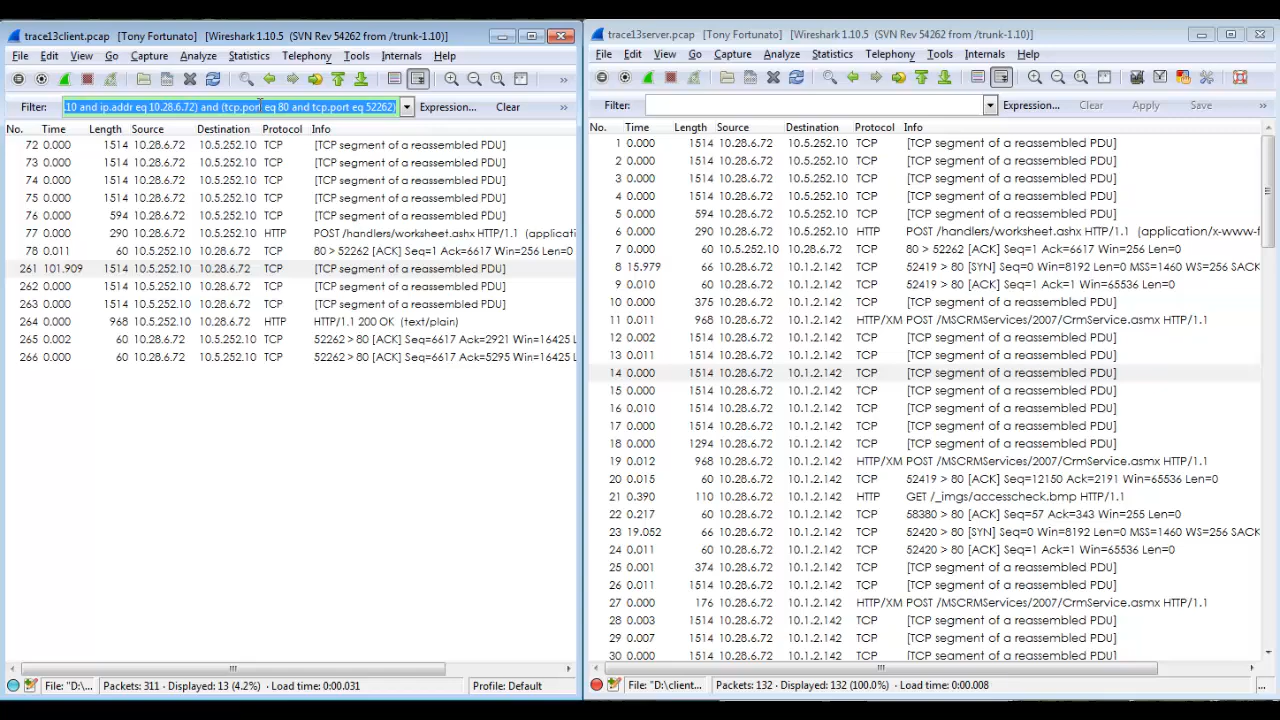 trace13client.pcap [Tony Fortunato] [Wireshark 1.10.5 (SVN Rev 54262 from /trunk-1.10)]
File Edit View Go Capture Analyze Statistics Telephony Tools Internals Help
»
Filter: .10 and ip.addr eq 10.28.6.72) and (tcp.port eq 80 and tcp.port eq 52262) Expression... Clear »
No. Time Length Source Destination Protocol Info
72 0.000 1514 10.28.6.72 10.5.252.10 TCP [TCP segment of a reassembled PDU]
73 0.000 1514 10.28.6.72 10.5.252.10 TCP [TCP segment of a reassembled PDU]
74 0.000 1514 10.28.6.72 10.5.252.10 TCP [TCP segment of a reassembled PDU]
75 0.000 1514 10.28.6.72 10.5.252.10 TCP [TCP segment of a reassembled PDU]
76 0.000 594 10.28.6.72 10.5.252.10 TCP [TCP segment of a reassembled PDU]
77 0.000 290 10.28.6.72 10.5.252.10 HTTP POST /handlers/worksheet.ashx HTTP/1.1 (application/
78 0.011 60 10.5.252.10 10.28.6.72 TCP 80 > 52262 [ACK] Seq=1 Ack=6617 Win=256 Len=0
261 101.909 1514 10.5.252.10 10.28.6.72 TCP [TCP segment of a reassembled PDU]
262 0.000 1514 10.5.252.10 10.28.6.72 TCP [TCP segment of a reassembled PDU]
263 0.000 1514 10.5.252.10 10.28.6.72 TCP [TCP segment of a reassembled PDU]
264 0.000 968 10.5.252.10 10.28.6.72 HTTP HTTP/1.1 200 OK (text/plain)
265 0.002 60 10.28.6.72 10.5.252.10 TCP 52262 > 80 [ACK] Seq=6617 Ack=2921 Win=16425 L
266 0.000 60 10.28.6.72 10.5.252.10 TCP 52262 > 80 [ACK] Seq=6617 Ack=5295 Win=16425 L
File: "D:\... Packets: 311 · Displayed: 13 (4.2%) · Load time: 0:00.031 Profile: Default
trace13server.pcap [Tony Fortunato] [Wireshark 1.10.5 (SVN Rev 54262 from /trunk-1.10)]
File Edit View Go Capture Analyze Statistics Telephony Tools Internals Help
Filter: Expression... Clear Apply Save »
No. Time Length Source Destination Protocol Info
1 0.000 1514 10.28.6.72 10.5.252.10 TCP [TCP segment of a reassembled PDU]
2 0.000 1514 10.28.6.72 10.5.252.10 TCP [TCP segment of a reassembled PDU]
3 0.000 1514 10.28.6.72 10.5.252.10 TCP [TCP segment of a reassembled PDU]
4 0.000 1514 10.28.6.72 10.5.252.10 TCP [TCP segment of a reassembled PDU]
5 0.000 594 10.28.6.72 10.5.252.10 TCP [TCP segment of a reassembled PDU]
6 0.000 290 10.28.6.72 10.5.252.10 HTTP POST /handlers/worksheet.ashx HTTP/1.1 (application/x-www-f
7 0.000 60 10.5.252.10 10.28.6.72 TCP 80 > 52262 [ACK] Seq=1 Ack=6617 Win=256 Len=0
8 15.979 66 10.28.6.72 10.1.2.142 TCP 52419 > 80 [SYN] Seq=0 Win=8192 Len=0 MSS=1460 WS=256 SACK
9 0.010 60 10.28.6.72 10.1.2.142 TCP 52419 > 80 [ACK] Seq=1 Ack=1 Win=65536 Len=0
10 0.000 375 10.28.6.72 10.1.2.142 TCP [TCP segment of a reassembled PDU]
11 0.011 968 10.28.6.72 10.1.2.142 HTTP/XM POST /MSCRMServices/2007/CrmService.asmx HTTP/1.1
12 0.002 1514 10.28.6.72 10.1.2.142 TCP [TCP segment of a reassembled PDU]
13 0.011 1514 10.28.6.72 10.1.2.142 TCP [TCP segment of a reassembled PDU]
14 0.000 1514 10.28.6.72 10.1.2.142 TCP [TCP segment of a reassembled PDU]
15 0.000 1514 10.28.6.72 10.1.2.142 TCP [TCP segment of a reassembled PDU]
16 0.010 1514 10.28.6.72 10.1.2.142 TCP [TCP segment of a reassembled PDU]
17 0.000 1514 10.28.6.72 10.1.2.142 TCP [TCP segment of a reassembled PDU]
18 0.000 1294 10.28.6.72 10.1.2.142 TCP [TCP segment of a reassembled PDU]
19 0.012 968 10.28.6.72 10.1.2.142 HTTP/XM POST /MSCRMServices/2007/CrmService.asmx HTTP/1.1
20 0.015 60 10.28.6.72 10.1.2.142 TCP 52419 > 80 [ACK] Seq=12150 Ack=2191 Win=65536 Len=0
21 0.390 110 10.28.6.72 10.1.2.142 HTTP GET /_imgs/accesscheck.bmp HTTP/1.1
22 0.217 60 10.28.6.72 10.1.2.142 TCP 58380 > 80 [ACK] Seq=57 Ack=343 Win=255 Len=0
23 19.052 66 10.28.6.72 10.1.2.142 TCP 52420 > 80 [SYN] Seq=0 Win=8192 Len=0 MSS=1460 WS=256 SACK
24 0.011 60 10.28.6.72 10.1.2.142 TCP 52420 > 80 [ACK] Seq=1 Ack=1 Win=65536 Len=0
25 0.001 374 10.28.6.72 10.1.2.142 TCP [TCP segment of a reassembled PDU]
26 0.011 1514 10.28.6.72 10.1.2.142 TCP [TCP segment of a reassembled PDU]
27 0.000 176 10.28.6.72 10.1.2.142 HTTP/XM POST /MSCRMServices/2007/CrmService.asmx HTTP/1.1
28 0.003 1514 10.28.6.72 10.1.2.142 TCP [TCP segment of a reassembled PDU]
29 0.007 1514 10.28.6.72 10.1.2.142 TCP [TCP segment of a reassembled PDU]
30 0.000 1514 10.28.6.72 10.1.2.142 TCP [TCP segment of a reassembled PDU]
File: "D:\client... Packets: 132 · Displayed: 132 (100.0%) · Load time: 0:00.008 ...